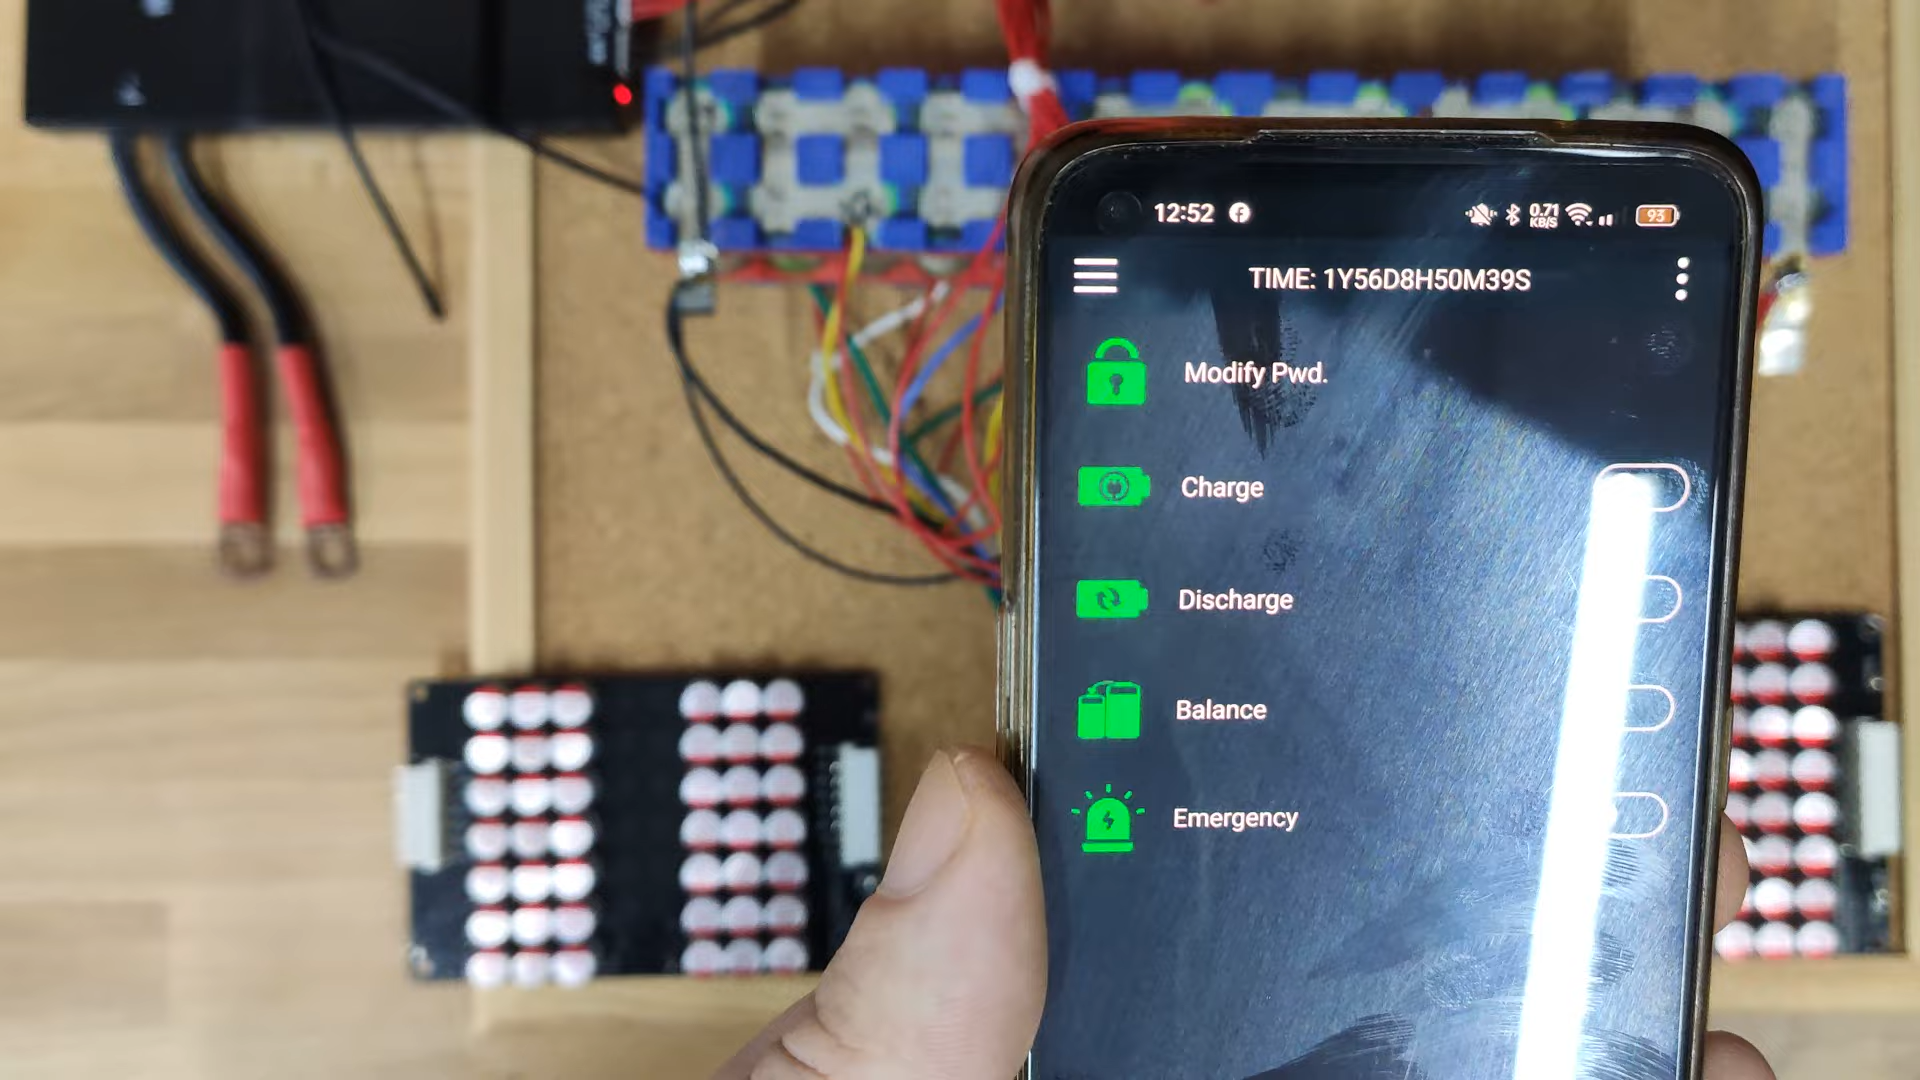 12:52
0.71
KB/S
93
TIME: 1Y56D8H50M39S
Modify Pwd.
Charge
Discharge
Balance
Emergency